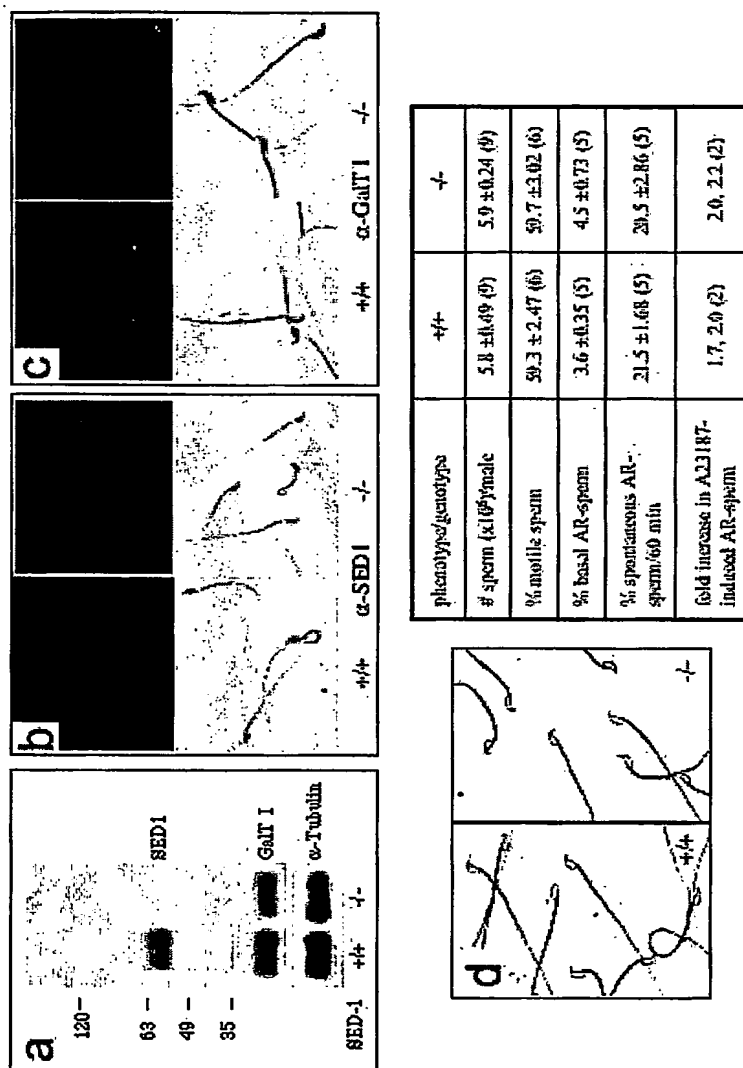 a
120 –
63 –
49 –
35 –
SED1
GalT I
α-Tubulin
SED-1
+/+
-/-
b
+/+
-/-
α-SED1
c
+/+
-/-
α-GalT I
d
+/+
-/-
phenotype/genotype +/+ -/-
# sperm (x10⁶)/male 5.8 ±0.49 (9) 5.9 ±0.24 (9)
% motile sperm 59.3 ±2.47 (6) 59.7 ±3.02 (6)
% basal AR-sperm 3.6 ±0.35 (5) 4.5 ±0.73 (5)
% spontaneous AR-
sperm/60 min 21.5 ±1.68 (5) 20.5 ±2.86 (5)
fold increase in A23187-
induced AR-sperm 1.7, 2.0 (2) 2.0, 2.2 (2)